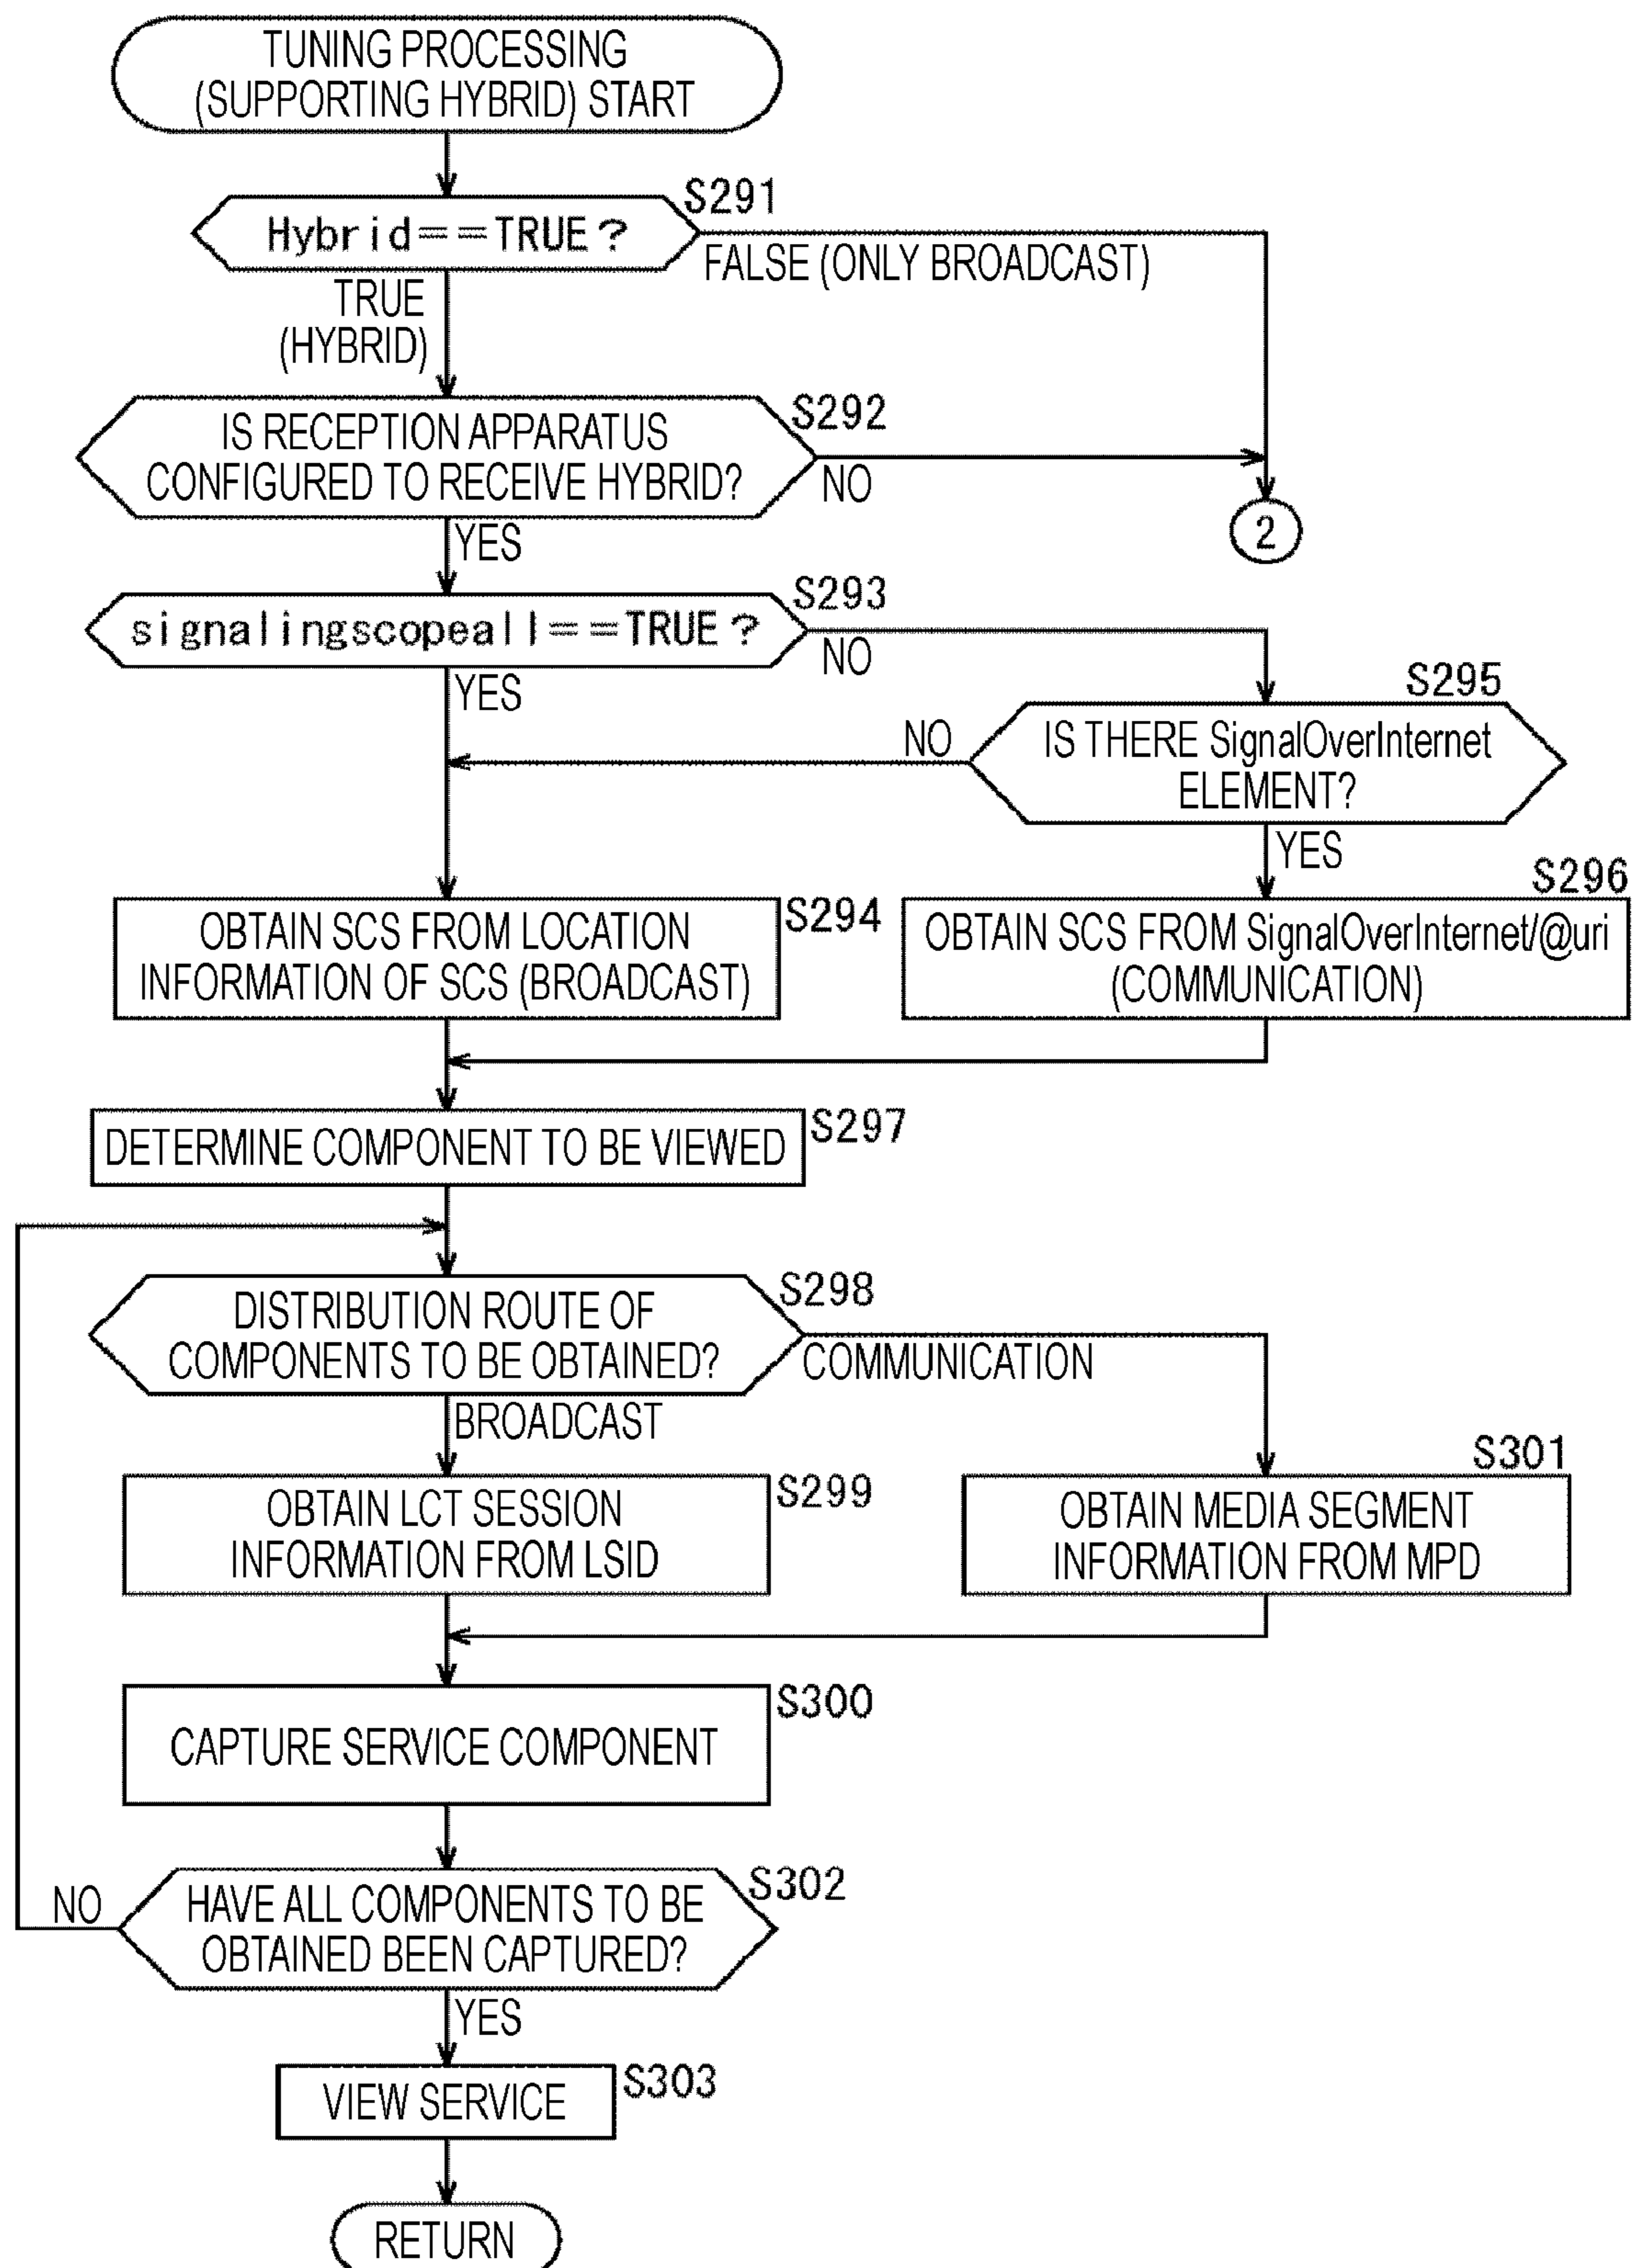 TUNING PROCESSING
(SUPPORTING HYBRID) START
S291
Hybrid==TRUE?
FALSE (ONLY BROADCAST)
TRUE
(HYBRID)
S292
IS RECEPTION APPARATUS
CONFIGURED TO RECEIVE HYBRID?
NO
2
YES
S293
signalingscopeall==TRUE?
NO
YES
S295
NO
IS THERE SignalOverInternet
ELEMENT?
YES
S294
OBTAIN SCS FROM LOCATION
INFORMATION OF SCS (BROADCAST)
S296
OBTAIN SCS FROM SignalOverInternet/@uri
(COMMUNICATION)
S297
DETERMINE COMPONENT TO BE VIEWED
S298
DISTRIBUTION ROUTE OF
COMPONENTS TO BE OBTAINED?
COMMUNICATION
BROADCAST
S299
OBTAIN LCT SESSION
INFORMATION FROM LSID
S301
OBTAIN MEDIA SEGMENT
INFORMATION FROM MPD
S300
CAPTURE SERVICE COMPONENT
S302
NO
HAVE ALL COMPONENTS TO BE
OBTAINED BEEN CAPTURED?
YES
S303
VIEW SERVICE
RETURN